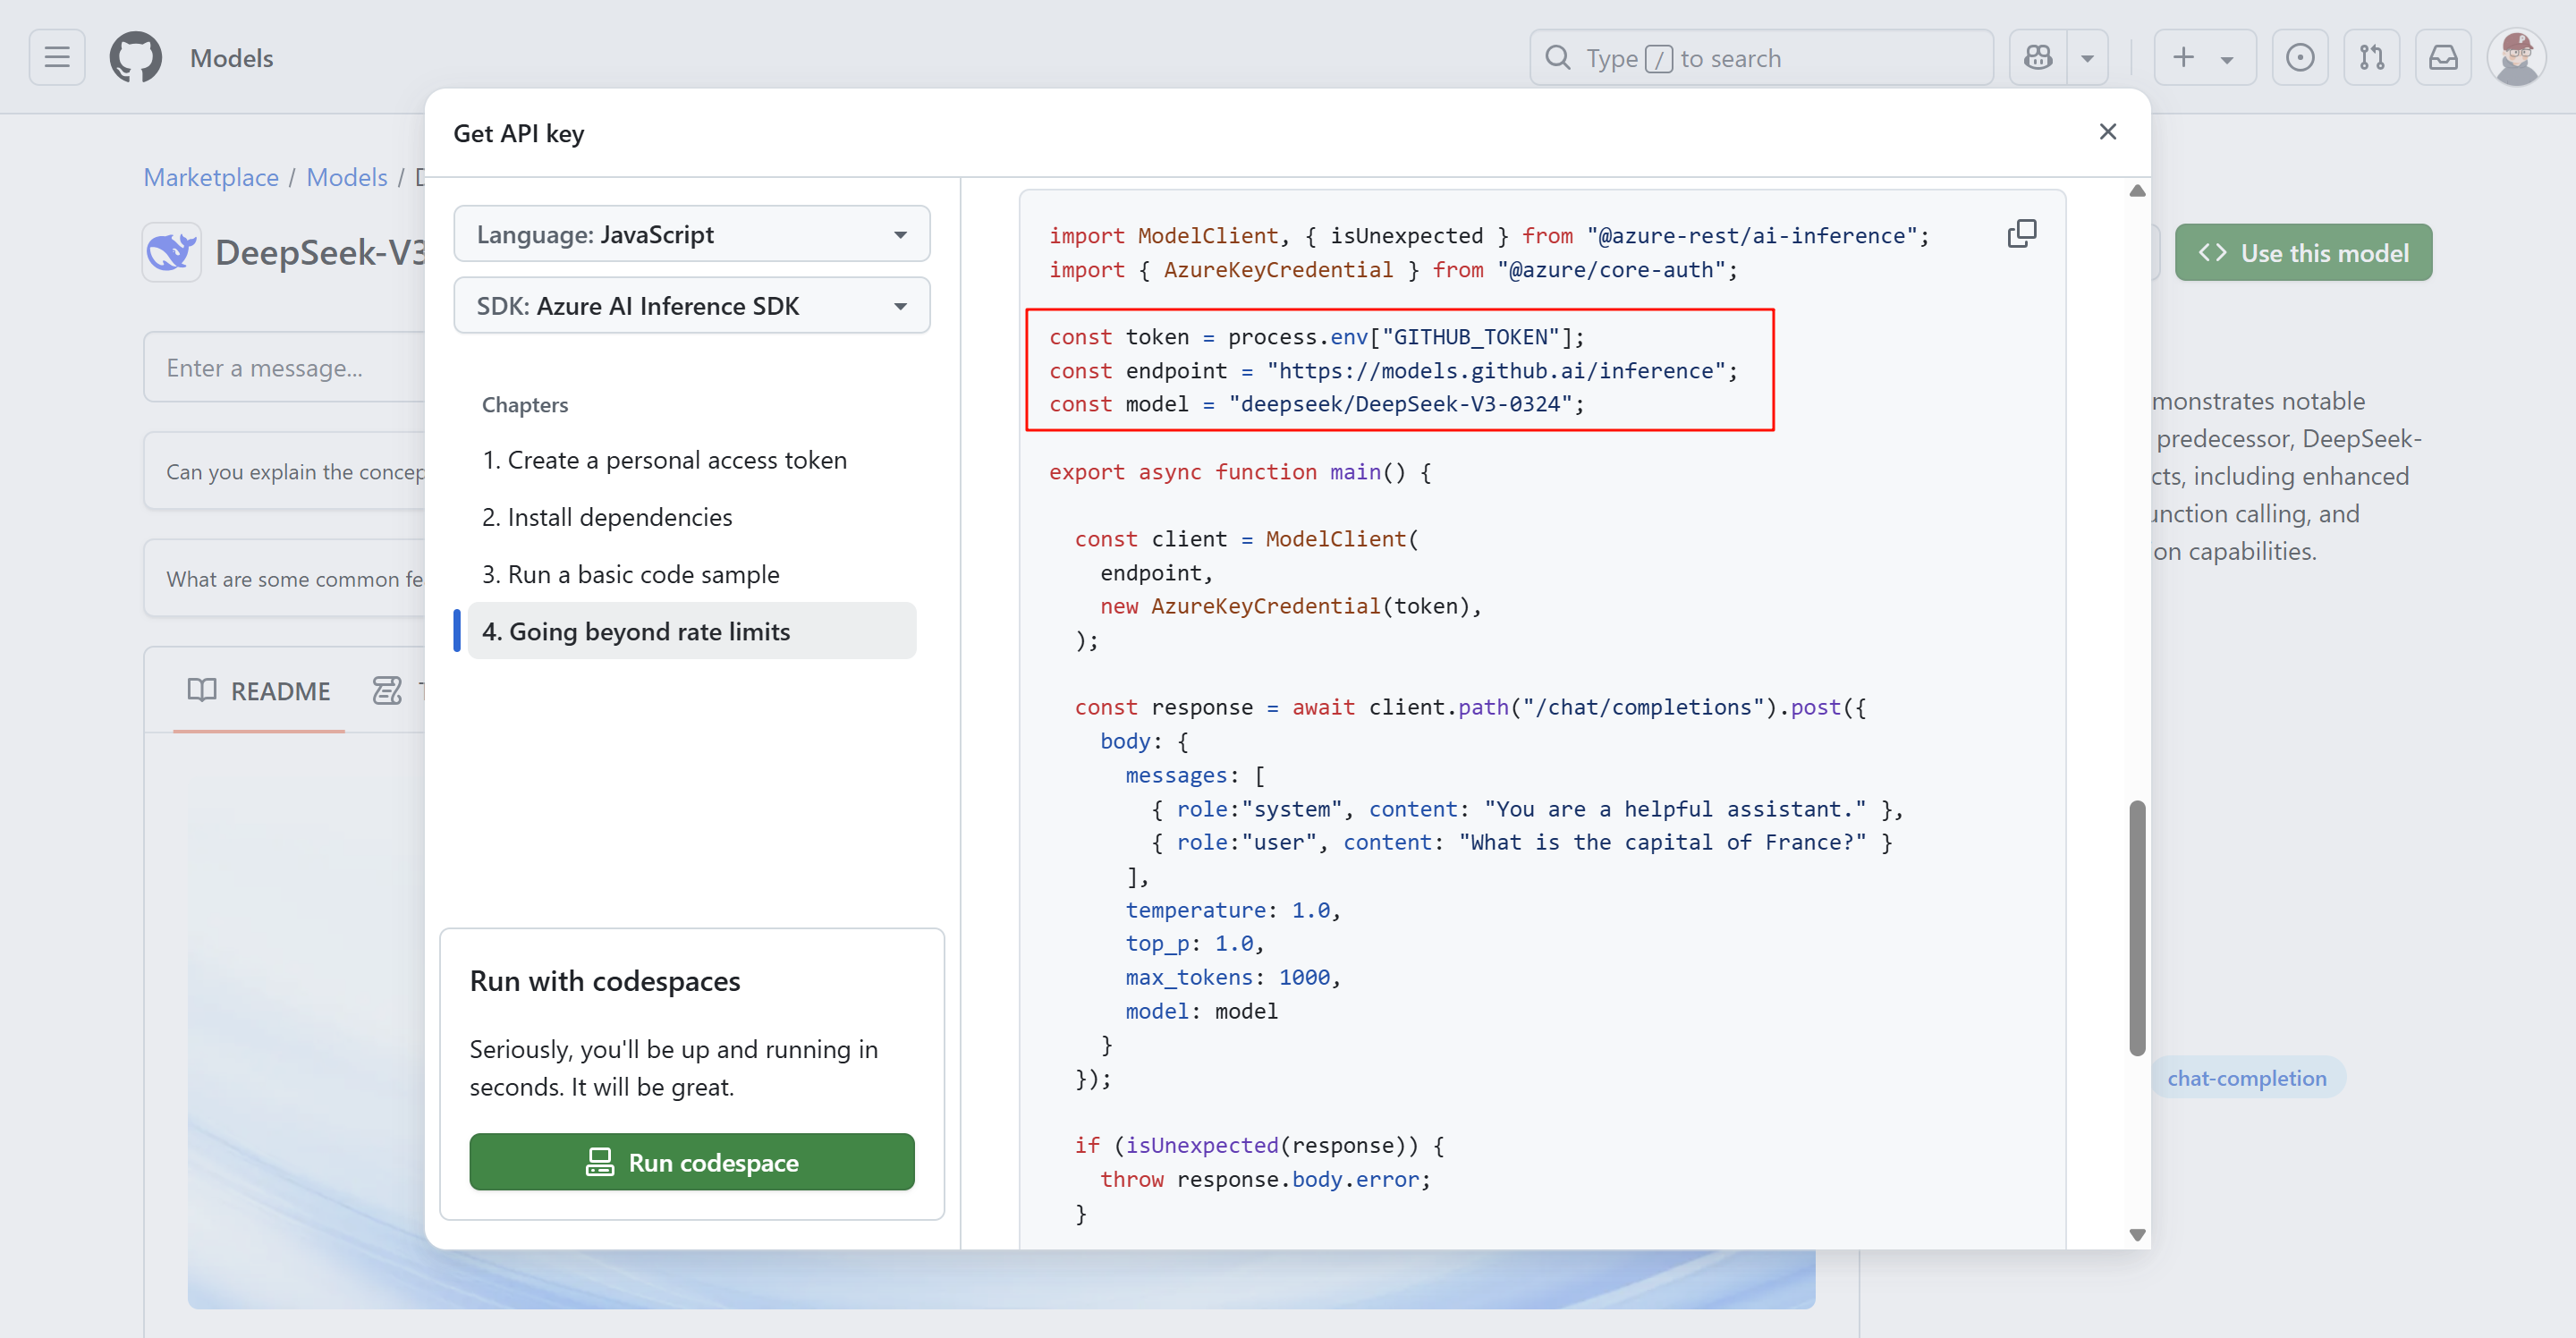 Models
Type / to search
Marketplace / Models /
DeepSeek-V3
Use this model
Enter a message...
Can you explain the
What are some common
README
monstrates notable
predecessor, DeepSeek-
including enhanced
calling, and
on capabilities.
chat-completion
Get API key
Language: JavaScript
SDK: Azure AI Inference SDK
Chapters
1. Create a personal access token
2. Install dependencies
3. Run a basic code sample
4. Going beyond rate limits
Run with codespaces
Seriously, you'll be up and running in
seconds. It will be great.
Run codespace
import ModelClient, { isUnexpected } from "@azure-rest/ai-inference";
import { AzureKeyCredential } from "@azure/core-auth";
const token = process.env["GITHUB_TOKEN"];
const endpoint = "https://models.github.ai/inference";
const model = "deepseek/DeepSeek-V3-0324";
export async function main() {
const client = ModelClient(
endpoint,
new AzureKeyCredential(token),
);
const response = await client.path("/chat/completions").post({
body: {
messages: [
{ role:"system", content: "You are a helpful assistant." },
{ role:"user", content: "What is the capital of France?" }
],
temperature: 1.0,
top_p: 1.0,
max_tokens: 1000,
model: model
}
});
if (isUnexpected(response)) {
throw response.body.error;
}